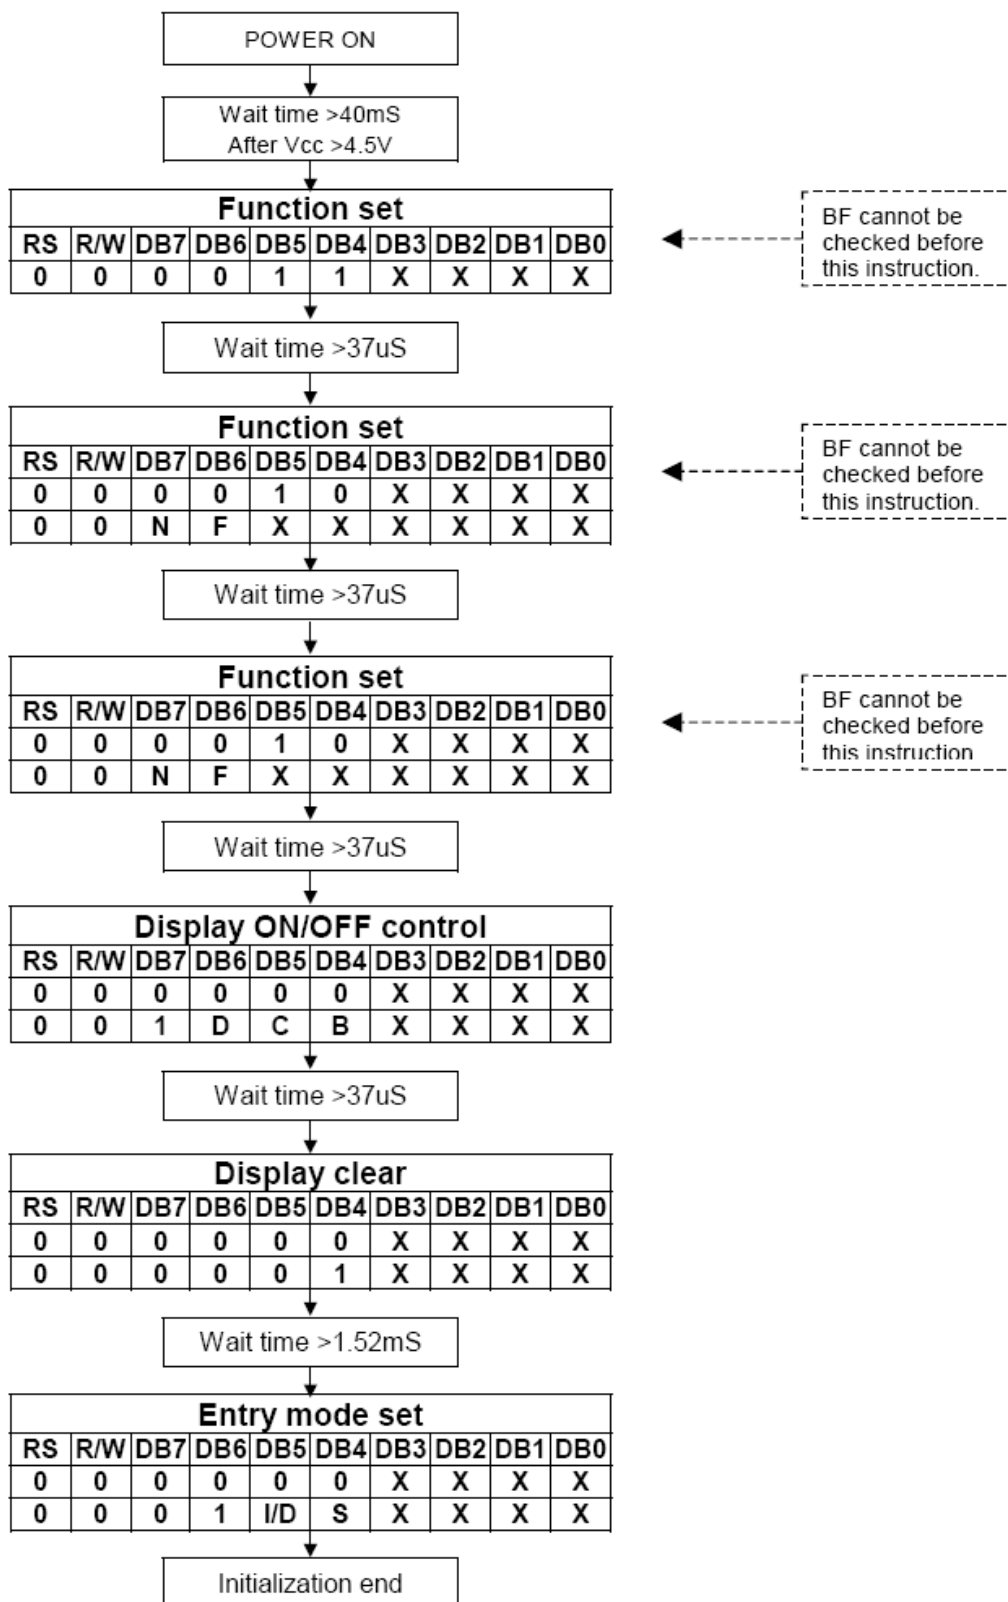 POWER ON
Wait time >40mS
After Vcc >4.5V
Function set
RS R/W DB7 DB6 DB5 DB4 DB3 DB2 DB1 DB0
0 0 0 0 1 1 X X X X
BF cannot be
checked before
this instruction.
Wait time >37uS
Function set
RS R/W DB7 DB6 DB5 DB4 DB3 DB2 DB1 DB0
0 0 0 0 1 0 X X X X
0 0 N F X X X X X X
BF cannot be
checked before
this instruction.
Wait time >37uS
Function set
RS R/W DB7 DB6 DB5 DB4 DB3 DB2 DB1 DB0
0 0 0 0 1 0 X X X X
0 0 N F X X X X X X
BF cannot be
checked before
this instruction
Wait time >37uS
Display ON/OFF control
RS R/W DB7 DB6 DB5 DB4 DB3 DB2 DB1 DB0
0 0 0 0 0 0 X X X X
0 0 1 D C B X X X X
Wait time >37uS
Display clear
RS R/W DB7 DB6 DB5 DB4 DB3 DB2 DB1 DB0
0 0 0 0 0 0 X X X X
0 0 0 0 0 1 X X X X
Wait time >1.52mS
Entry mode set
RS R/W DB7 DB6 DB5 DB4 DB3 DB2 DB1 DB0
0 0 0 0 0 0 X X X X
0 0 0 1 I/D S X X X X
Initialization end